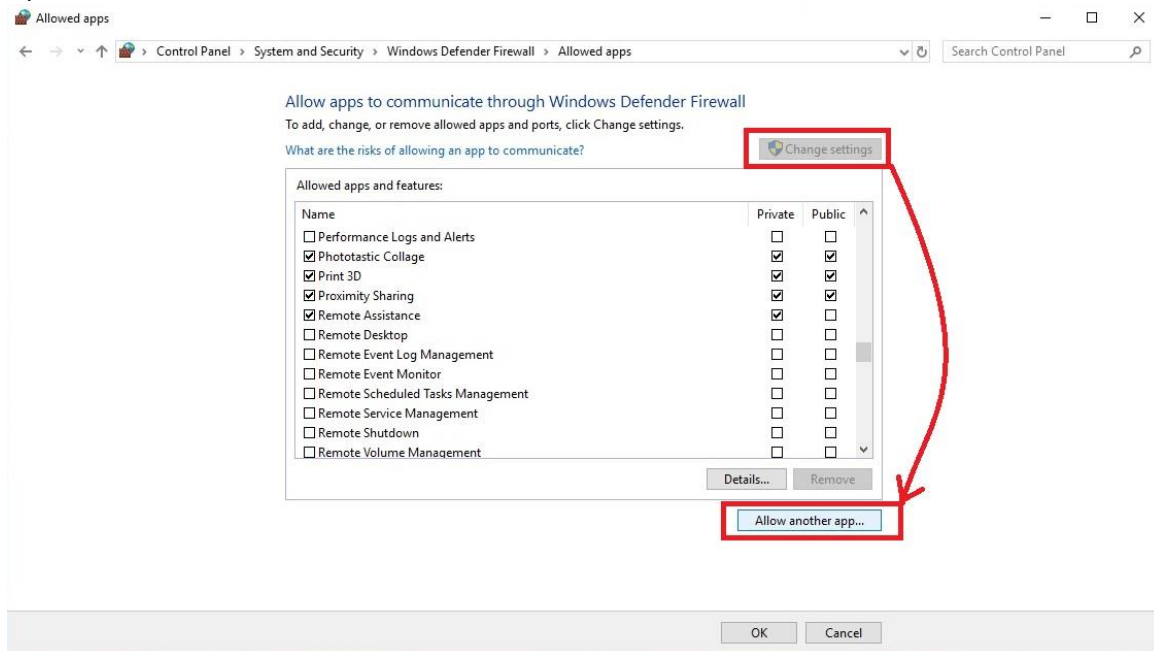 Allowed apps
Control Panel > System and Security > Windows Defender Firewall > Allowed apps
Search Control Panel
Allow apps to communicate through Windows Defender Firewall
To add, change, or remove allowed apps and ports, click Change settings.
What are the risks of allowing an app to communicate?
Change settings
Allowed apps and features:
Name Private Public
Performance Logs and Alerts
Phototastic Collage
Print 3D
Proximity Sharing
Remote Assistance
Remote Desktop
Remote Event Log Management
Remote Event Monitor
Remote Scheduled Tasks Management
Remote Service Management
Remote Shutdown
Remote Volume Management
Details... Remove
Allow another app...
OK Cancel